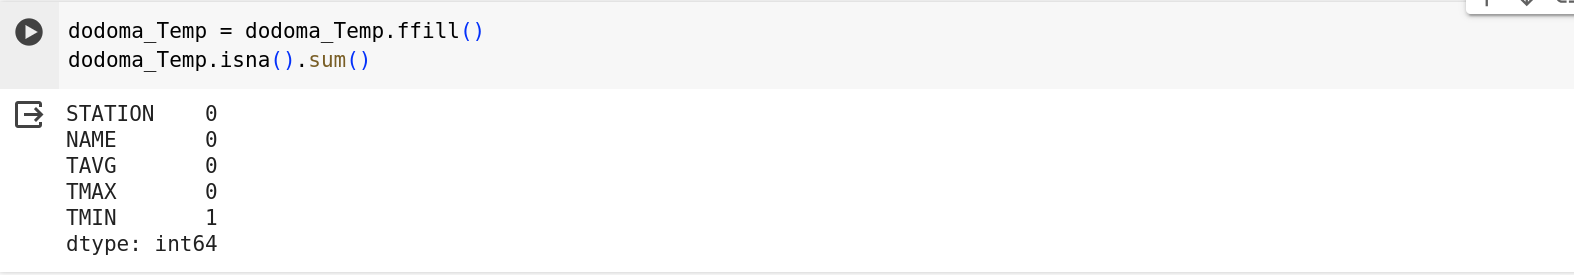 dodoma_Temp = dodoma_Temp.ffill()
dodoma_Temp.isna().sum()
STATION    0
NAME       0
TAVG       0
TMAX       0
TMIN       1
dtype: int64